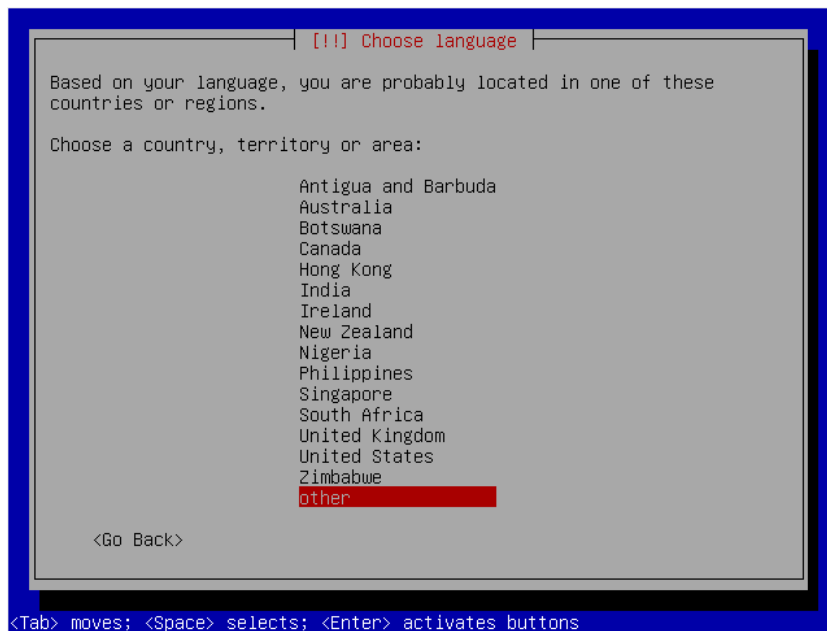 [!!] Choose language
Based on your language, you are probably located in one of these
countries or regions.
Choose a country, territory or area:
Antigua and Barbuda
Australia
Botswana
Canada
Hong Kong
India
Ireland
New Zealand
Nigeria
Philippines
Singapore
South Africa
United Kingdom
United States
Zimbabwe
other
<Go Back>
<Tab> moves; <Space> selects; <Enter> activates buttons